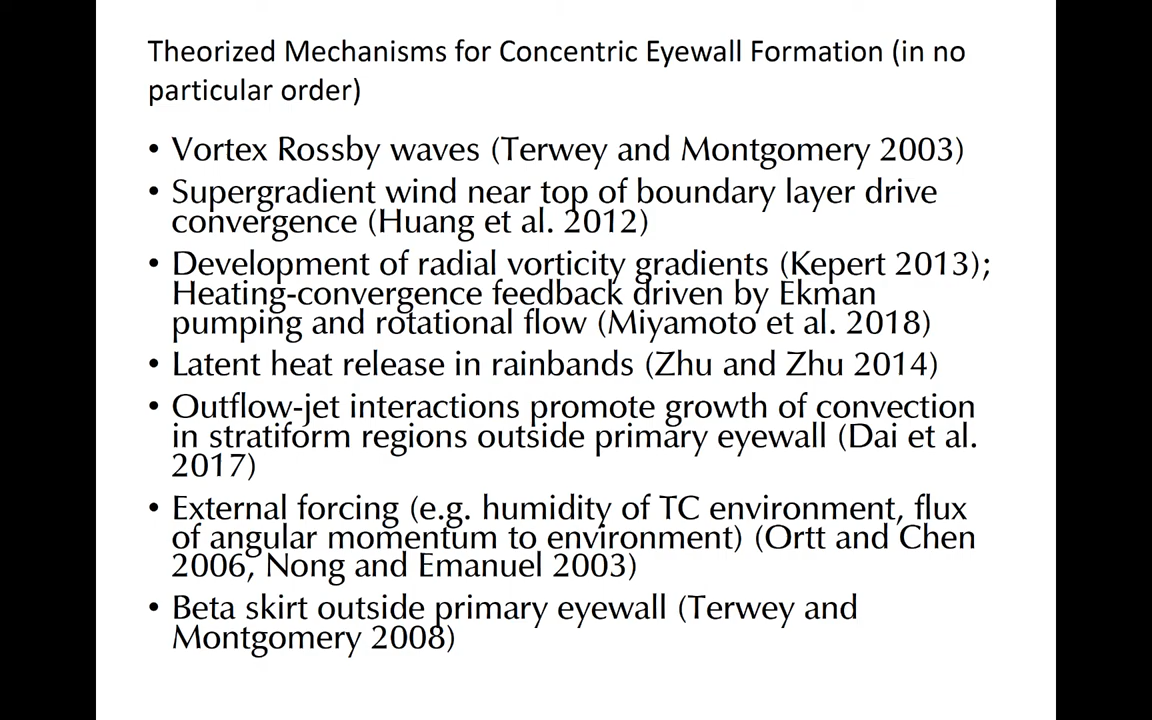 Theorized Mechanisms for Concentric Eyewall Formation (in no
particular order)
• Vortex Rossby waves (Terwey and Montgomery 2003)
• Supergradient wind near top of boundary layer drive
convergence (Huang et al. 2012)
• Development of radial vorticity gradients (Kepert 2013);
Heating-convergence feedback driven by Ekman
pumping and rotational flow (Miyamoto et al. 2018)
• Latent heat release in rainbands (Zhu and Zhu 2014)
• Outflow-jet interactions promote growth of convection
in stratiform regions outside primary eyewall (Dai et al.
2017)
• External forcing (e.g. humidity of TC environment, flux
of angular momentum to environment) (Ortt and Chen
2006, Nong and Emanuel 2003)
• Beta skirt outside primary eyewall (Terwey and
Montgomery 2008)